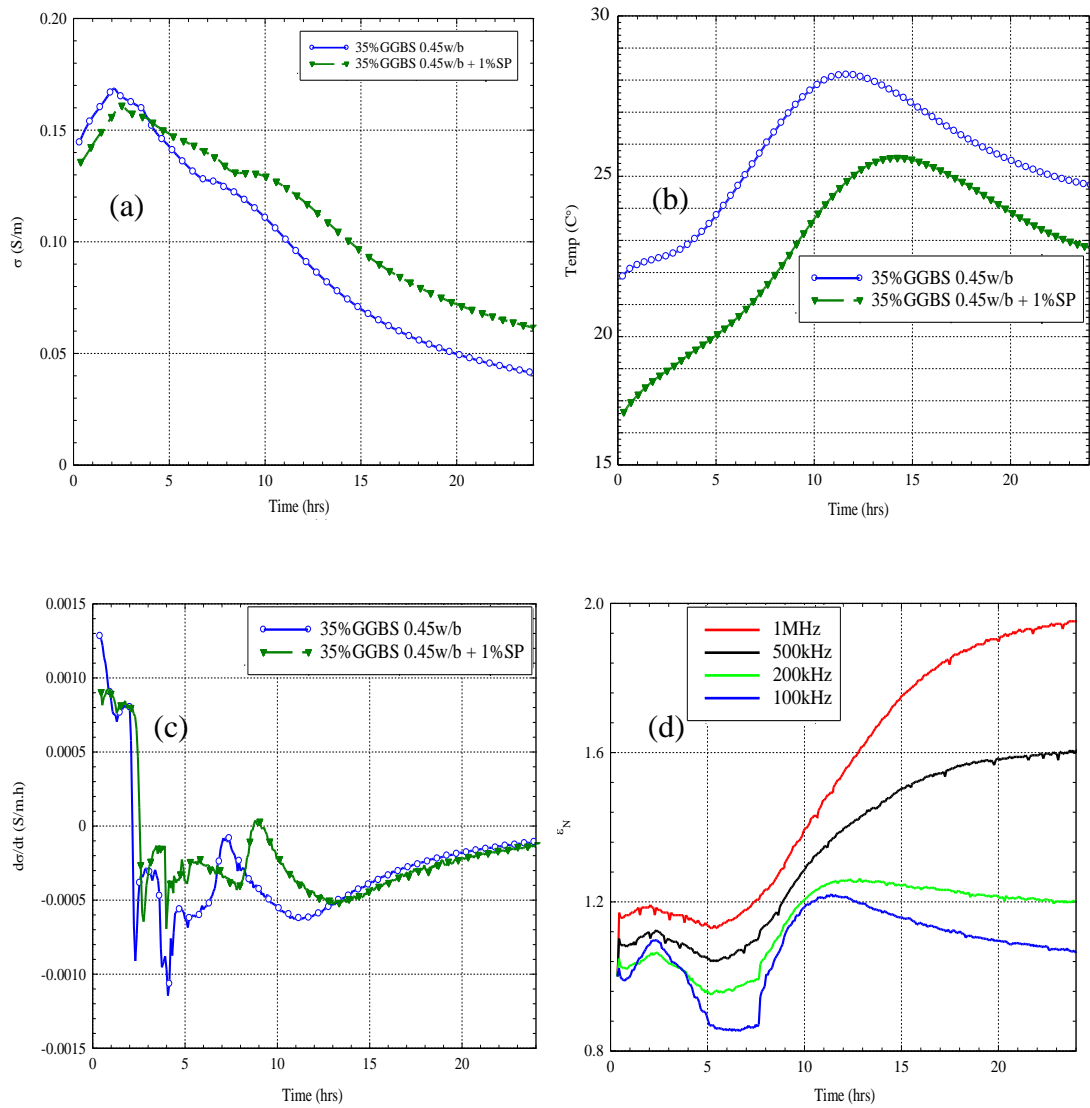 0.20
0.15
0.10
0.05
0
σ (S/m)
35%GGBS 0.45w/b
35%GGBS 0.45w/b + 1%SP
(a)
0 5 10 15 20
Time (hrs)
30
25
20
15
Temp (C°)
(b)
35%GGBS 0.45w/b
35%GGBS 0.45w/b + 1%SP
0 5 10 15 20
Time (hrs)
0.0015
0.0010
0.0005
0
-0.0005
-0.0010
-0.0015
dσ/dt (S/m.h)
35%GGBS 0.45w/b
35%GGBS 0.45w/b + 1%SP
(c)
0 5 10 15 20
Time (hrs)
2.0
1.6
1.2
0.8
ε_N
1MHz
500kHz
200kHz
100kHz
(d)
0 5 10 15 20
Time (hrs)